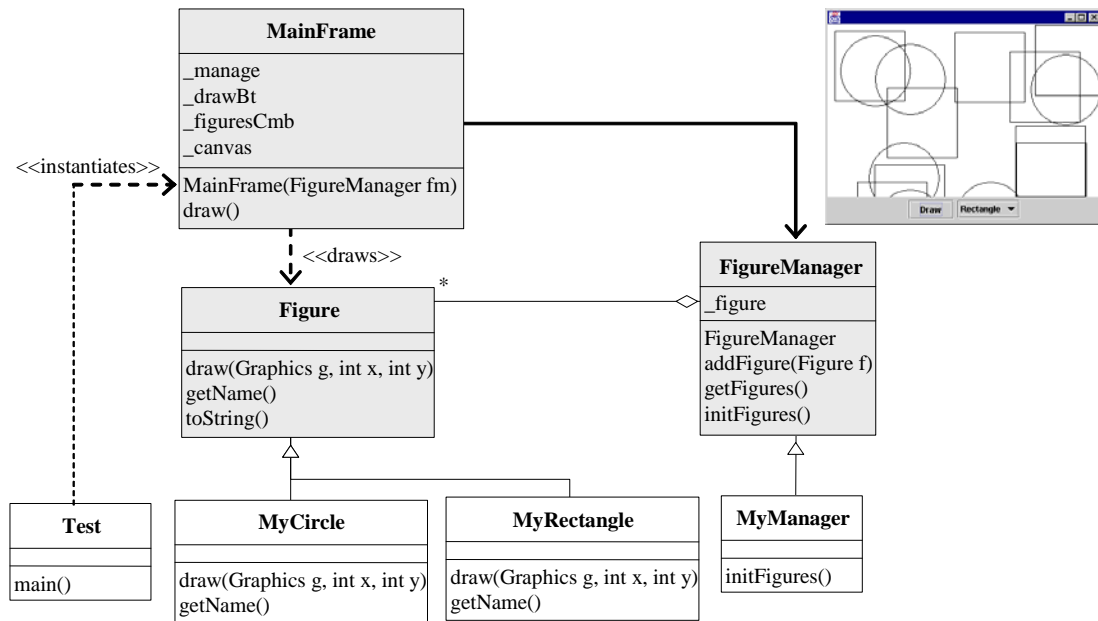 MainFrame
_manage
_drawBt
_figuresCmb
_canvas
MainFrame(FigureManager fm)
draw()
<<instantiates>>
<<draws>>
Draw
Rectangle
Figure
draw(Graphics g, int x, int y)
getName()
toString()
*
FigureManager
_figure
FigureManager
addFigure(Figure f)
getFigures()
initFigures()
Test
main()
MyCircle
draw(Graphics g, int x, int y)
getName()
MyRectangle
draw(Graphics g, int x, int y)
getName()
MyManager
initFigures()